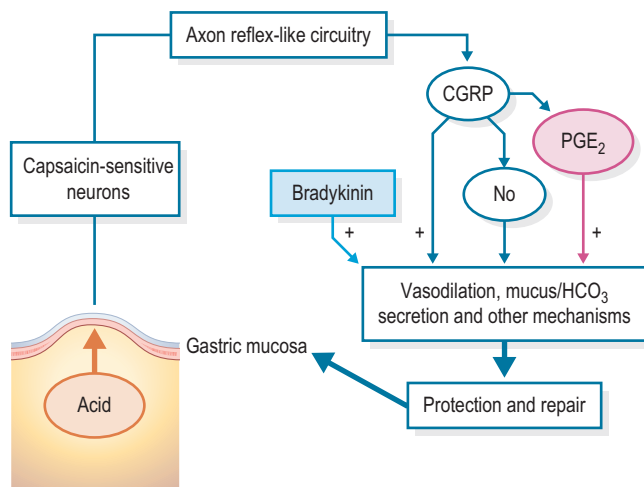 Axon reflex-like circuitry
CGRP
PGE₂
Capsaicin-sensitive
neurons
Bradykinin
No
+
+
+
Vasodilation, mucus/HCO₃
secretion and other mechanisms
Gastric mucosa
Acid
Protection and repair